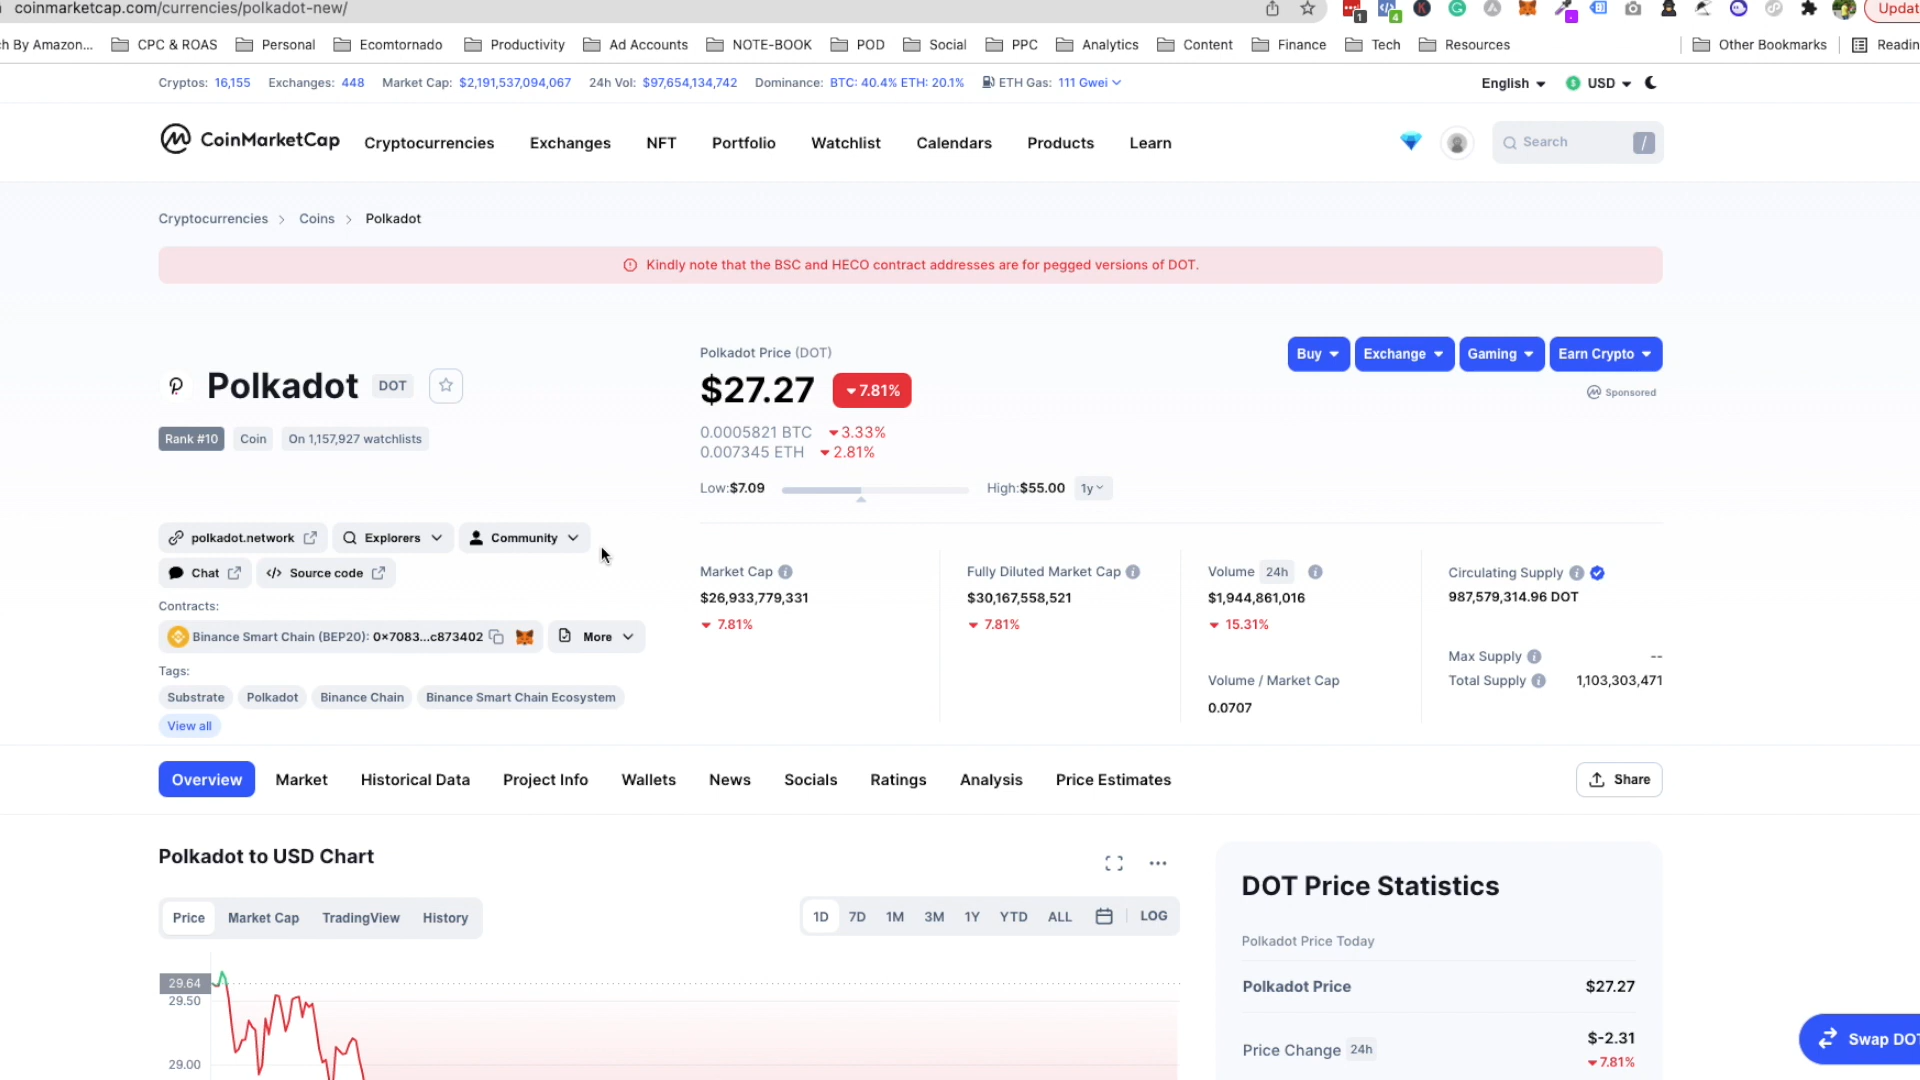 coinmarketcap.com/currencies/polkadot-new/
1
4
Updat
h By Amazon...
CPC & ROAS
Personal
Ecomtornado
Productivity
Ad Accounts
NOTE-BOOK
POD
Social
PPC
Analytics
Content
Finance
Tech
Resources
Other Bookmarks
Readin
Cryptos: 16,155 Exchanges: 448 Market Cap: $2,191,537,094,067 24h Vol: $97,654,134,742 Dominance: BTC: 40.4% ETH: 20.1% ETH Gas: 111 Gwei
English
USD
CoinMarketCap
Cryptocurrencies
Exchanges
NFT
Portfolio
Watchlist
Calendars
Products
Learn
Search /
Cryptocurrencies > Coins > Polkadot
Kindly note that the BSC and HECO contract addresses are for pegged versions of DOT.
Polkadot DOT
Rank #10
Coin
On 1,157,927 watchlists
Polkadot Price (DOT)
$27.27 7.81%
0.0005821 BTC 3.33%
0.007345 ETH 2.81%
Low:$7.09 High:$55.00 1y
Buy
Exchange
Gaming
Earn Crypto
Sponsored
polkadot.network
Explorers
Community
Chat
Source code
Contracts:
Binance Smart Chain (BEP20): 0x7083...c873402
More
Tags:
Substrate
Polkadot
Binance Chain
Binance Smart Chain Ecosystem
View all
Market Cap
$26,933,779,331
7.81%
Fully Diluted Market Cap
$30,167,558,521
7.81%
Volume 24h
$1,944,861,016
15.31%
Volume / Market Cap
0.0707
Circulating Supply
987,579,314.96 DOT
Max Supply --
Total Supply 1,103,303,471
Overview
Market
Historical Data
Project Info
Wallets
News
Socials
Ratings
Analysis
Price Estimates
Share
Polkadot to USD Chart
Price
Market Cap
TradingView
History
1D
7D
1M
3M
1Y
YTD
ALL
LOG
29.64
29.50
29.00
DOT Price Statistics
Polkadot Price Today
Polkadot Price $27.27
Price Change 24h
$-2.31
7.81%
Swap DOT